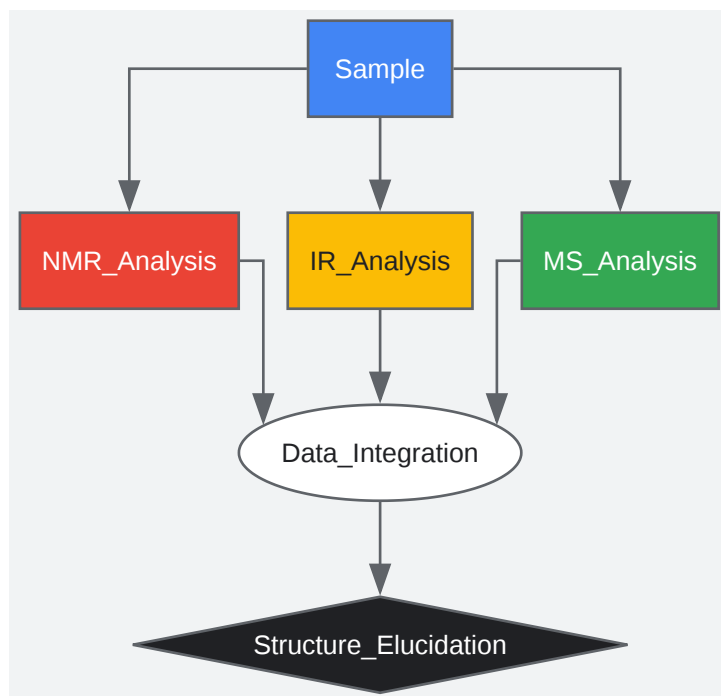 Sample
NMR_Analysis
IR_Analysis
MS_Analysis
Data_Integration
Structure_Elucidation